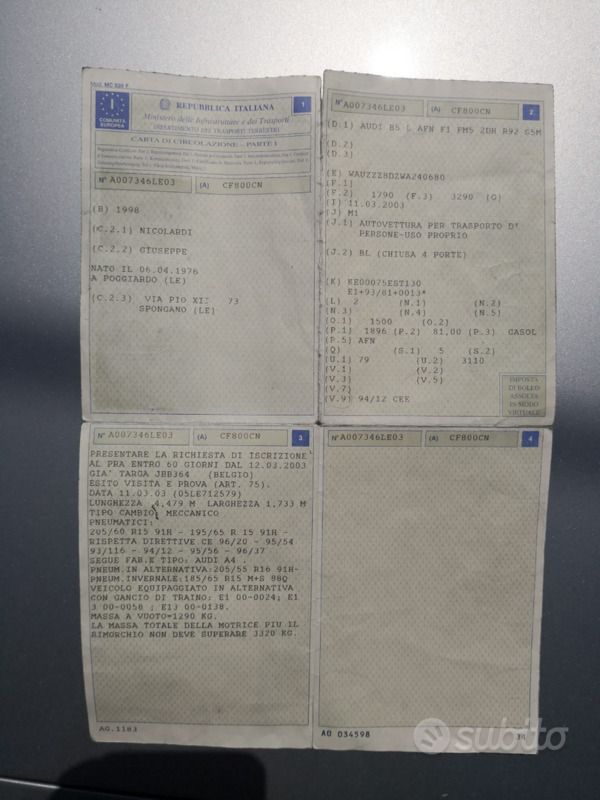 Mod. MC 820 F
I
COMUNITÀ
EUROPEA
REPUBBLICA ITALIANA
1
Ministero delle Infrastrutture e dei Trasporti
DIPARTIMENTO DEI TRASPORTI TERRESTRI
CARTA DI CIRCOLAZIONE - PARTE I
N° A007346LE03 (A) CF800CN
(B) 1998
(C.2.1) NICOLARDI
(C.2.2) GIUSEPPE
NATO IL 06.04.1976
A POGGIARDO (LE)
(C.2.3) VIA PIO XII 73
SPONGANO (LE)
N° A007346LE03 (A) CF800CN 2
(D.1) AUDI B5 L AFN F1 FM5 2DH R92 S5M
(D.2)
(D.3)
(E) WAUZZZ8DZWA240680
(F.1)
(F.2) 1790 (F.3) 3290 (G)
(I) 11.03.2003
(J) M1
(J.1) AUTOVETTURA PER TRASPORTO DI
PERSONE-USO PROPRIO
(J.2) BL (CHIUSA 4 PORTE)
(K) KE00075EST130
E1*93/81*0013*
(L) 2 (N.1) (N.2)
(N.3) (N.4) (N.5)
(O.1) 1500 (O.2)
(P.1) 1896 (P.2) 81,00 (P.3) GASOL
(P.5) AFN
(Q) (S.1) 5 (S.2)
(U.1) 79 (U.2) 3110
(V.1) (V.2)
(V.3) (V.5)
(V.7)
(V.9) 94/12 CEE
IMPOSTA
DI BOLLO
ASSOLTA
IN MODO
VIRTUALE
N° A007346LE03 (A) CF800CN 3
PRESENTARE LA RICHIESTA DI ISCRIZIONE
AL PRA ENTRO 60 GIORNI DAL 12.03.2003
GIA' TARGA JBB364 (BELGIO)
ESITO VISITA E PROVA (ART. 75).
DATA 11.03.03 (05LE712579)
LUNGHEZZA 4,479 M LARGHEZZA 1,733 M
TIPO CAMBIO: MECCANICO
PNEUMATICI:
205/60 R15 91H - 195/65 R 15 91H -
RISPETTA DIRETTIVE CE 96/20 - 95/54
93/116 - 94/12 - 95/56 - 96/37
SEGUE FAB.E TIPO: AUDI A4 .
PNEUM.IN ALTERNATIVA:205/55 R16 91H-
PNEUM.INVERNALE:185/65 R15 M+S 88Q
VEICOLO EQUIPAGGIATO IN ALTERNATIVA
CON GANCIO DI TRAINO: E1 00-0024; E1
3 00-0058 ; E13 00-0138.
MASSA A VUOTO=1290 KG.
LA MASSA TOTALE DELLA MOTRICE PIU IL
RIMORCHIO NON DEVE SUPERARE 3320 KG.
AG.1183
N° A007346LE03 (A) CF800CN 4
AU 034598
subito